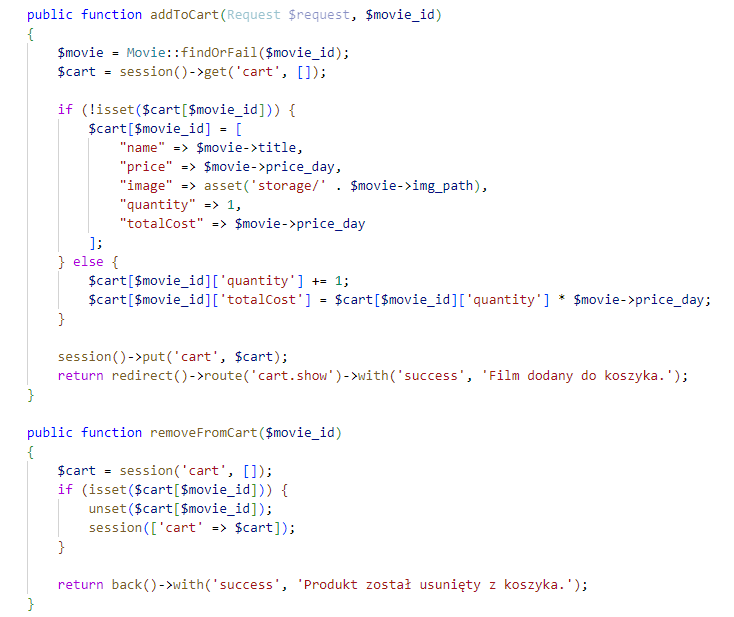 public function addToCart(Request $request, $movie_id)
{
    $movie = Movie::findOrFail($movie_id);
    $cart = session()->get('cart', []);

    if (!isset($cart[$movie_id])) {
        $cart[$movie_id] = [
            "name" => $movie->title,
            "price" => $movie->price_day,
            "image" => asset('storage/' . $movie->img_path),
            "quantity" => 1,
            "totalCost" => $movie->price_day
        ];
    } else {
        $cart[$movie_id]['quantity'] += 1;
        $cart[$movie_id]['totalCost'] = $cart[$movie_id]['quantity'] * $movie->price_day;
    }

    session()->put('cart', $cart);
    return redirect()->route('cart.show')->with('success', 'Film dodany do koszyka.');
}

public function removeFromCart($movie_id)
{
    $cart = session('cart', []);
    if (isset($cart[$movie_id])) {
        unset($cart[$movie_id]);
        session(['cart' => $cart]);
    }

    return back()->with('success', 'Produkt został usunięty z koszyka.');
}